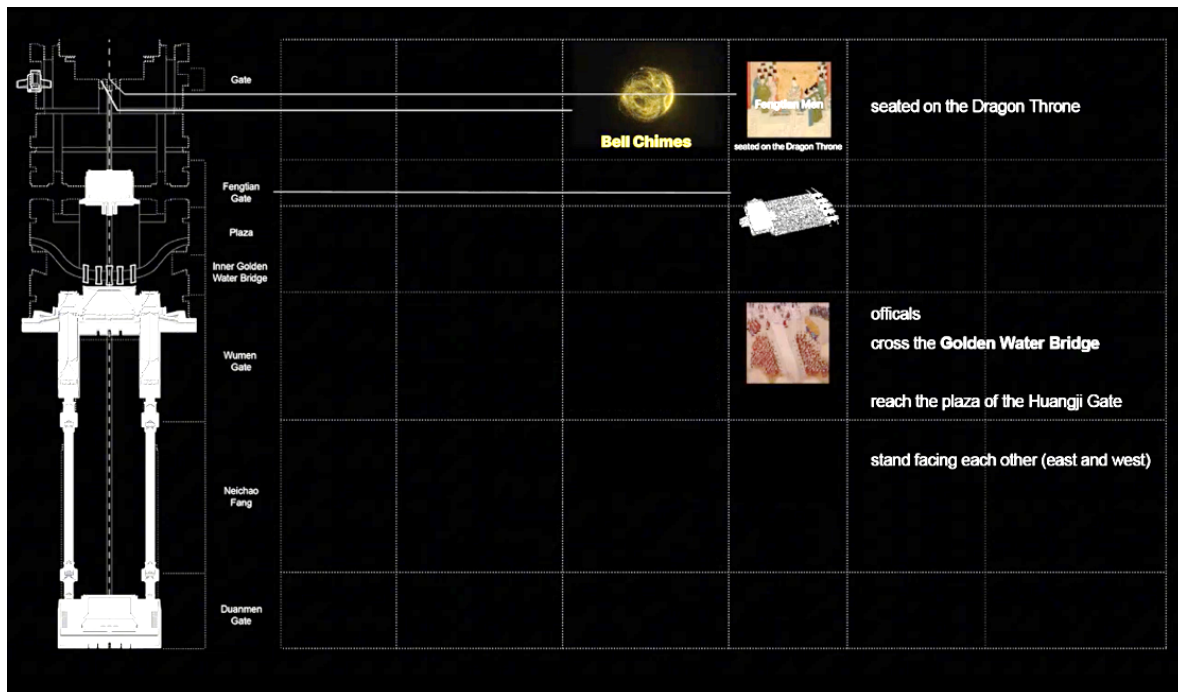 Gate
Fengtian
Gate
Plaza
Inner Golden
Water Bridge
Wumen
Gate
Neichao
Fang
Duanmen
Gate
Bell Chimes
Fengtian Men
seated on the Dragon Throne
seated on the Dragon Throne
officals
cross the Golden Water Bridge
reach the plaza of the Huangji Gate
stand facing each other (east and west)